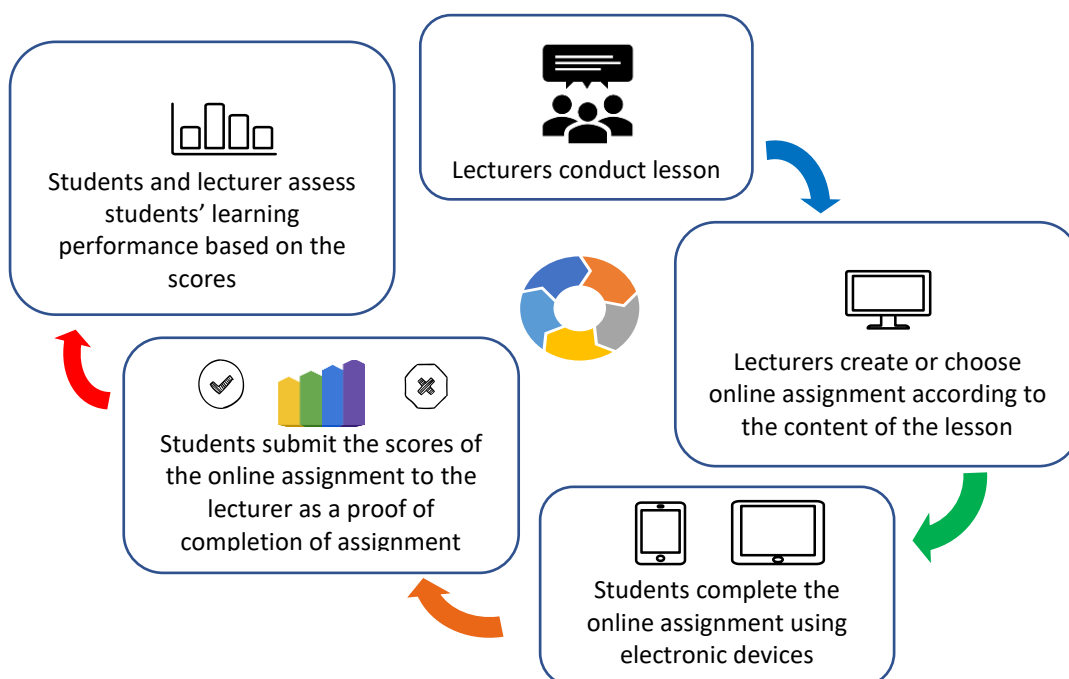 Lecturers conduct lesson
Lecturers create or choose
online assignment according to
the content of the lesson
Students complete the
online assignment using
electronic devices
Students submit the scores of
the online assignment to the
lecturer as a proof of
completion of assignment
Students and lecturer assess
students’ learning
performance based on the
scores